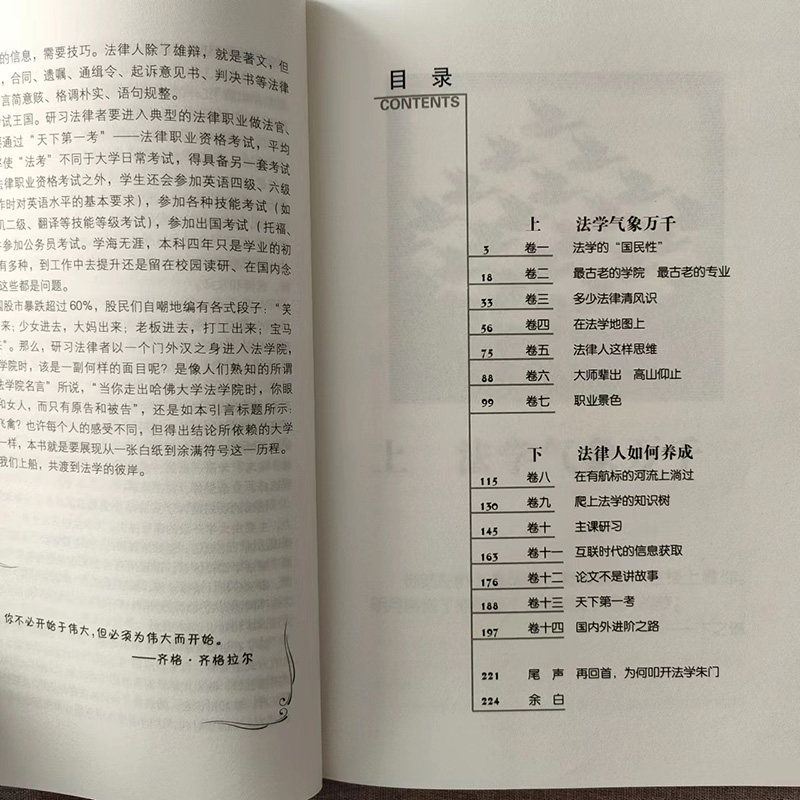 的信息，需要技巧。法律人除了雄辩，就是著文，但
，合同、遗嘱、通缉令、起诉意见书、判决书等法律
言简意赅、格调朴实、语句规整。
试王国。研习法律者要进入典型的法律职业做法官、
要通过“天下第一考”——法律职业资格考试，平均
使“法考”不同于大学日常考试，得具备另一套考试
法律职业资格考试之外，学生还会参加英语四级、六级
作时对英语水平的基本要求），参加各种技能考试（如
机二级、翻译等技能等级考试），参加出国考试（托福、
参加公务员考试。学海无涯，本科四年只是学业的初
有多种，到工作中去提升还是留在校园读研、在国内念
这些都是问题。
国股市暴跌超过60%，股民们自嘲地编有各式段子：“笑
来；少女进去，大妈出来；老板进去，打工出来；宝马
”。那么，研习法律者以一个门外汉之身进入法学院，
学院时，该是一副何样的面目呢？是像人们熟知的所谓
法学院名言”所说，“当你走出哈佛大学法学院时，你眼
和女人，而只有原告和被告”，还是如本引言标题所示：
飞禽？也许每个人的感受不同，但得出结论所依赖的大学
一样，本书就是要展现从一张白纸到涂满符号这一历程。
我们上船，共渡到法学的彼岸。
你不必开始于伟大，但必须为伟大而开始。
——齐格·齐格拉尔
目 录
CONTENTS
上 法学气象万千
3 卷一 法学的“国民性”
18 卷二 最古老的学院 最古老的专业
33 卷三 多少法律清风识
56 卷四 在法学地图上
75 卷五 法律人这样思维
88 卷六 大师辈出 高山仰止
99 卷七 职业景色
下 法律人如何养成
115 卷八 在有航标的河流上淌过
130 卷九 爬上法学的知识树
145 卷十 主课研习
163 卷十一 互联时代的信息获取
176 卷十二 论文不是讲故事
188 卷十三 天下第一考
197 卷十四 国内外进阶之路
221 尾 声 再回首，为何叩开法学朱门
224 余 白